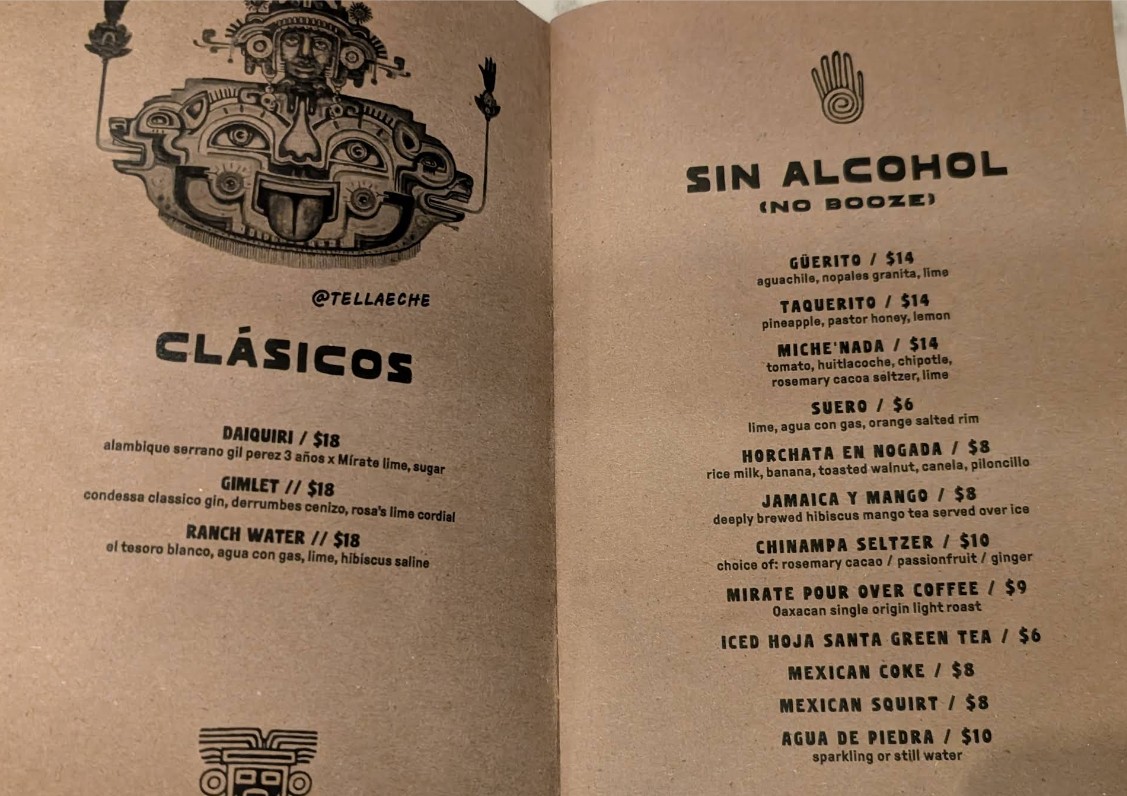 @TELLAECHE
CLÁSICOS
DAIQUIRI / $18
alambique serrano gil perez 3 años x Mírate lime, sugar
GIMLET // $18
condessa classico gin, derrumbes cenizo, rosa's lime cordial
RANCH WATER // $18
el tesoro blanco, agua con gas, lime, hibiscus saline
SIN ALCOHOL
(NO BOOZE)
GÜERITO / $14
aguachile, nopales granita, lime
TAQUERITO / $14
pineapple, pastor honey, lemon
MICHE'NADA / $14
tomato, huitlacoche, chipotle,
rosemary cacoa seltzer, lime
SUERO / $6
lime, agua con gas, orange salted rim
HORCHATA EN NOGADA / $8
rice milk, banana, toasted walnut, canela, piloncillo
JAMAICA Y MANGO / $8
deeply brewed hibiscus mango tea served over ice
CHINAMPA SELTZER / $10
choice of: rosemary cacao / passionfruit / ginger
MIRATE POUR OVER COFFEE / $9
Oaxacan single origin light roast
ICED HOJA SANTA GREEN TEA / $6
MEXICAN COKE / $8
MEXICAN SQUIRT / $8
AGUA DE PIEDRA / $10
sparkling or still water